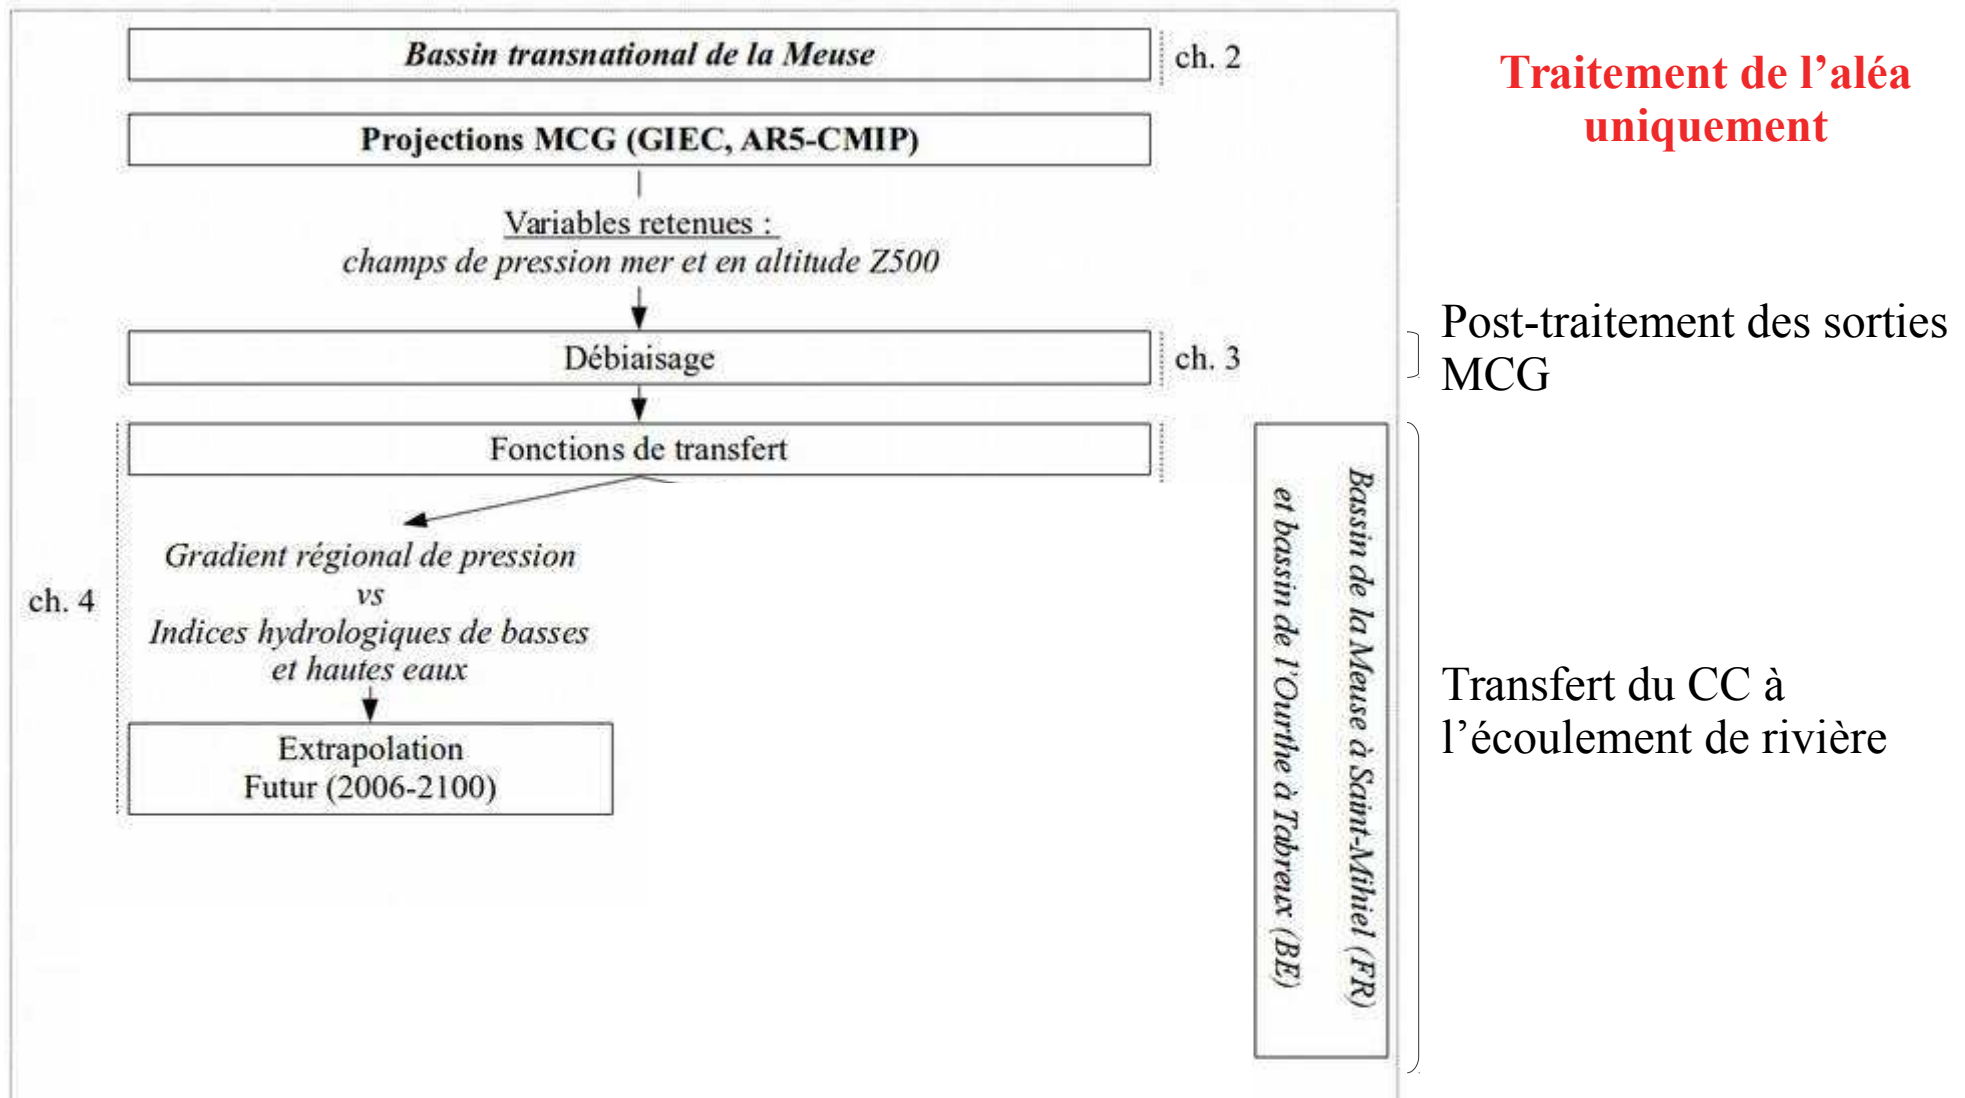 Bassin transnational de la Meuse
ch. 2
Traitement de l’aléa
uniquement
Projections MCG (GIEC, AR5-CMIP)
Variables retenues :
champs de pression mer et en altitude Z500
Débiaisage
ch. 3
Post-traitement des sorties
MCG
Fonctions de transfert
ch. 4
Gradient régional de pression
vs
Indices hydrologiques de basses
et hautes eaux
Extrapolation
Futur (2006-2100)
Bassin de la Meuse à Saint-Mihiel (FR)
et bassin de l’Ourthe à Tabreux (BE)
Transfert du CC à
l’écoulement de rivière